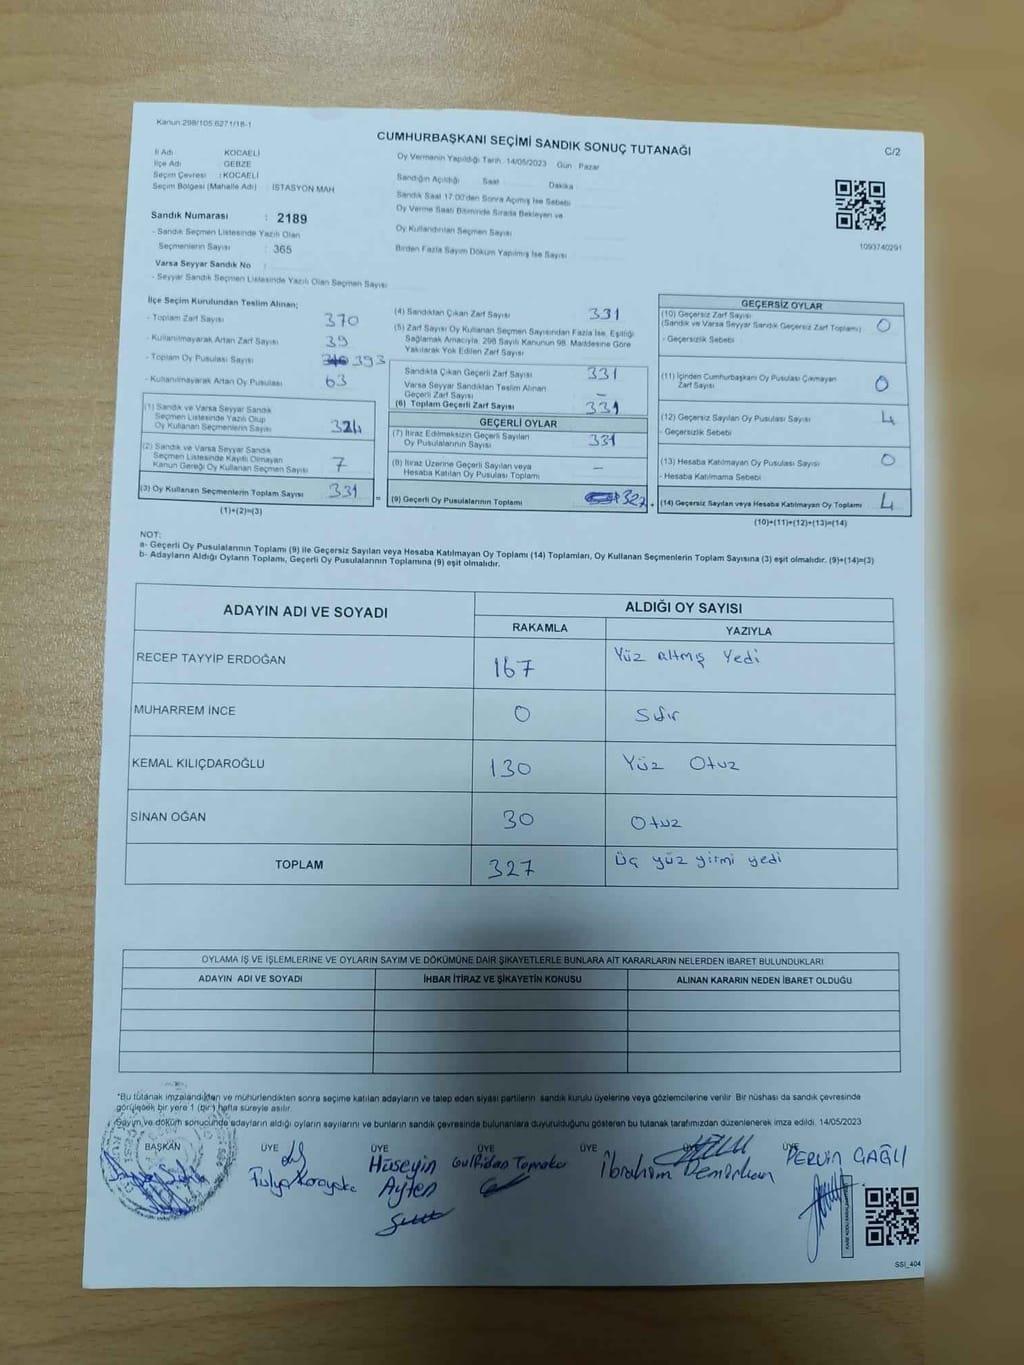 Kanun 298/105 6271/18-1
CUMHURBAŞKANI SEÇİMİ SANDIK SONUÇ TUTANAĞI
C/2
İl Adı : KOCAELİ
İlçe Adı : GEBZE
Seçim Çevresi : KOCAELİ
Seçim Bölgesi (Mahalle Adı) : İSTASYON MAH
Sandık Numarası : 2189
- Sandık Seçmen Listesinde Yazılı Olan
Seçmenlerin Sayısı : 365
Varsa Seyyar Sandık No :
- Seyyar Sandık Seçmen Listesinde Yazılı Olan Seçmen Sayısı
Oy Vermenin Yapıldığı Tarih : 14/05/2023 Gün : Pazar
Sandığın Açıldığı Saat Dakika
Sandık Saat 17.00'den Sonra Açılmış İse Sebebi
Oy Verme Saati Bitiminde Sırada Bekleyen ve
Oy Kullandırılan Seçmen Sayısı
Birden Fazla Sayım Döküm Yapılmış İse Sayısı
1093740291
İlçe Seçim Kurulundan Teslim Alınan;
- Toplam Zarf Sayısı 370
- Kullanılmayarak Artan Zarf Sayısı 39
- Toplam Oy Pusulası Sayısı 393
- Kullanılmayarak Artan Oy Pusulası 63
(1) Sandık ve Varsa Seyyar Sandık
Seçmen Listesinde Yazılı Olup
Oy Kullanan Seçmenlerin Sayısı 324
(2) Sandık ve Varsa Seyyar Sandık
Seçmen Listesinde Kayıtlı Olmayan
Kanun Gereği Oy Kullanan Seçmen Sayısı 7
(3) Oy Kullanan Seçmenlerin Toplam Sayısı 331 =
(1)+(2)=(3)
(4) Sandıktan Çıkan Zarf Sayısı 331
(5) Zarf Sayısı Oy Kullanan Seçmen Sayısından Fazla İse, Eşitliği
Sağlamak Amacıyla, 298 Sayılı Kanunun 98. Maddesine Göre
Yakılarak Yok Edilen Zarf Sayısı
Sandıkta Çıkan Geçerli Zarf Sayısı 331
Varsa Seyyar Sandıktan Teslim Alınan
Geçerli Zarf Sayısı –
(6) Toplam Geçerli Zarf Sayısı 331
GEÇERLİ OYLAR
(7) İtiraz Edilmeksizin Geçerli Sayılan
Oy Pusulalarının Sayısı 331
(8) İtiraz Üzerine Geçerli Sayılan veya
Hesaba Katılan Oy Pusulası Toplamı –
(9) Geçerli Oy Pusulalarının Toplamı 327 +
GEÇERSİZ OYLAR
(10) Geçersiz Zarf Sayısı
(Sandık ve Varsa Seyyar Sandık Geçersiz Zarf Toplamı) 0
- Geçersizlik Sebebi
(11) İçinden Cumhurbaşkanı Oy Pusulası Çıkmayan
Zarf Sayısı 0
(12) Geçersiz Sayılan Oy Pusulası Sayısı 4
- Geçersizlik Sebebi
(13) Hesaba Katılmayan Oy Pusulası Sayısı 0
- Hesaba Katılmama Sebebi
(14) Geçersiz Sayılan veya Hesaba Katılmayan Oy Toplamı 4
(10)+(11)+(12)+(13)=(14)
NOT:
a- Geçerli Oy Pusulalarının Toplamı (9) ile Geçersiz Sayılan veya Hesaba Katılmayan Oy Toplamı (14) Toplamları, Oy Kullanan Seçmenlerin Toplam Sayısına (3) eşit olmalıdır. (9)+(14)=(3)
b- Adayların Aldığı Oyların Toplamı, Geçerli Oy Pusulalarının Toplamına (9) eşit olmalıdır.
ADAYIN ADI VE SOYADI ALDIĞI OY SAYISI
RAKAMLA YAZIYLA
RECEP TAYYİP ERDOĞAN 167 Yüz altmış Yedi
MUHARREM İNCE 0 Sıfır
KEMAL KILIÇDAROĞLU 130 Yüz Otuz
SİNAN OĞAN 30 Otuz
TOPLAM 327 Üç yüz yirmi yedi
OYLAMA İŞ VE İŞLEMLERİNE VE OYLARIN SAYIM VE DÖKÜMÜNE DAİR ŞİKAYETLERLE BUNLARA AİT KARARLARIN NELERDEN İBARET BULUNDUKLARI
ADAYIN ADI VE SOYADI İHBAR İTİRAZ VE ŞİKAYETİN KONUSU ALINAN KARARIN NEDEN İBARET OLDUĞU
*Bu tutanak imzalandıktan ve mühürlendikten sonra seçime katılan adayların ve talep eden siyasi partilerin sandık kurulu üyelerine veya gözlemcilerine verilir. Bir nüshası da sandık çevresinde
görülebilecek bir yere 1 (bir) hafta süreyle asılır.
Sayım ve döküm sonucunda adayların aldığı oyların sayılarını ve bunların sandık çevresinde bulunanlara duyurulduğunu gösteren bu tutanak tarafımızdan düzenlenerek imza edildi. 14/05/2023
BAŞKAN ÜYE ÜYE ÜYE ÜYE ÜYE
Fulya Karayaka
Hüseyin
Ayten
Gulfidan Toprak
İbrahim Demirhan
PERVİN ÇAĞLI
SSI_404